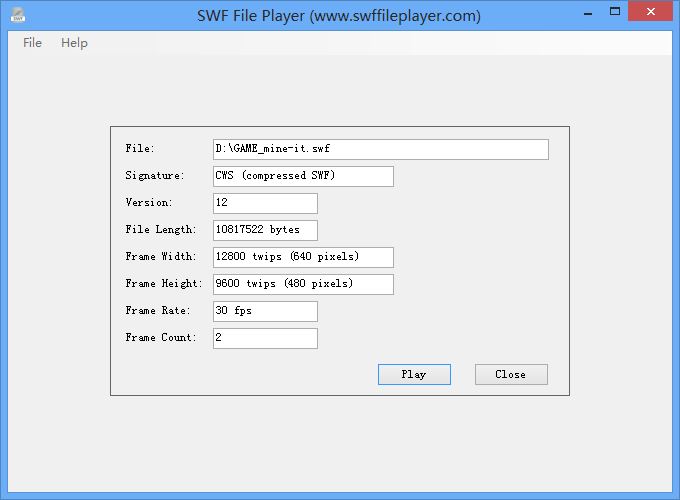 SWF File Player (www.swffileplayer.com)
File Help
File: D:\GAME_mine-it.swf
Signature: CWS (compressed SWF)
Version: 12
File Length: 10817522 bytes
Frame Width: 12800 twips (640 pixels)
Frame Height: 9600 twips (480 pixels)
Frame Rate: 30 fps
Frame Count: 2
Play Close